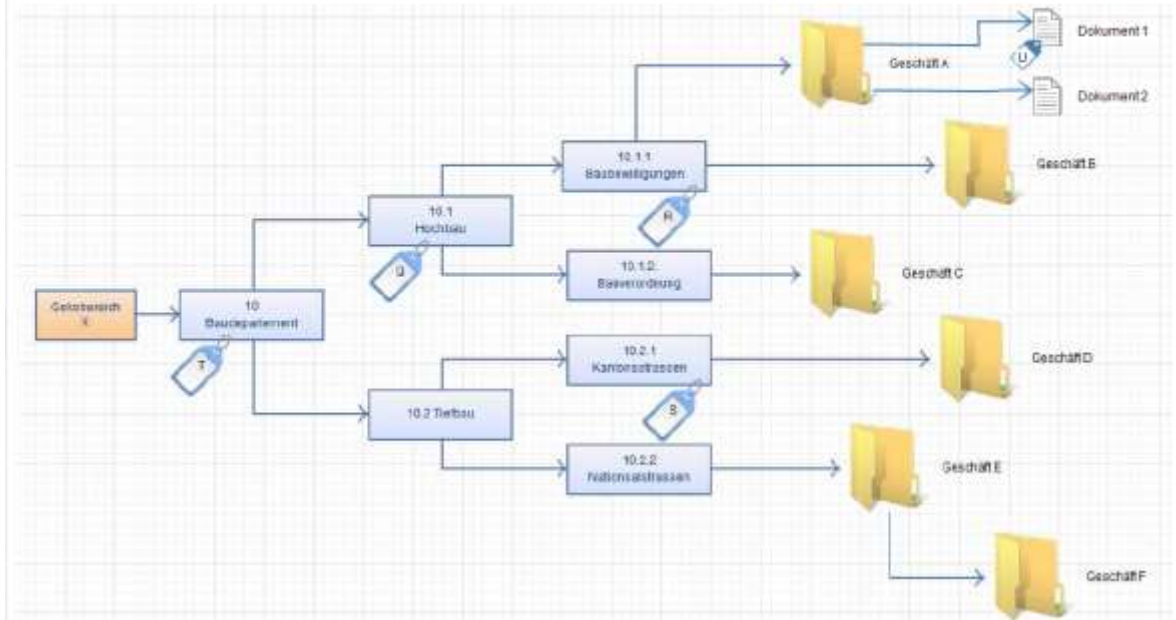 Dokument 1
U
Geschäft A
Dokument 2
10.1.1
Baubewilligungen
Geschäft B
R
10.1
Hochbau
Q
10.1.2.
Bauverordnung
Geschäft C
10
Baudepartement
T
10.2.1
Kantonsstrassen
Geschäft D
S
10.2 Tiefbau
10.2.2
Nationalstrassen
Geschäft E
Geschäft F